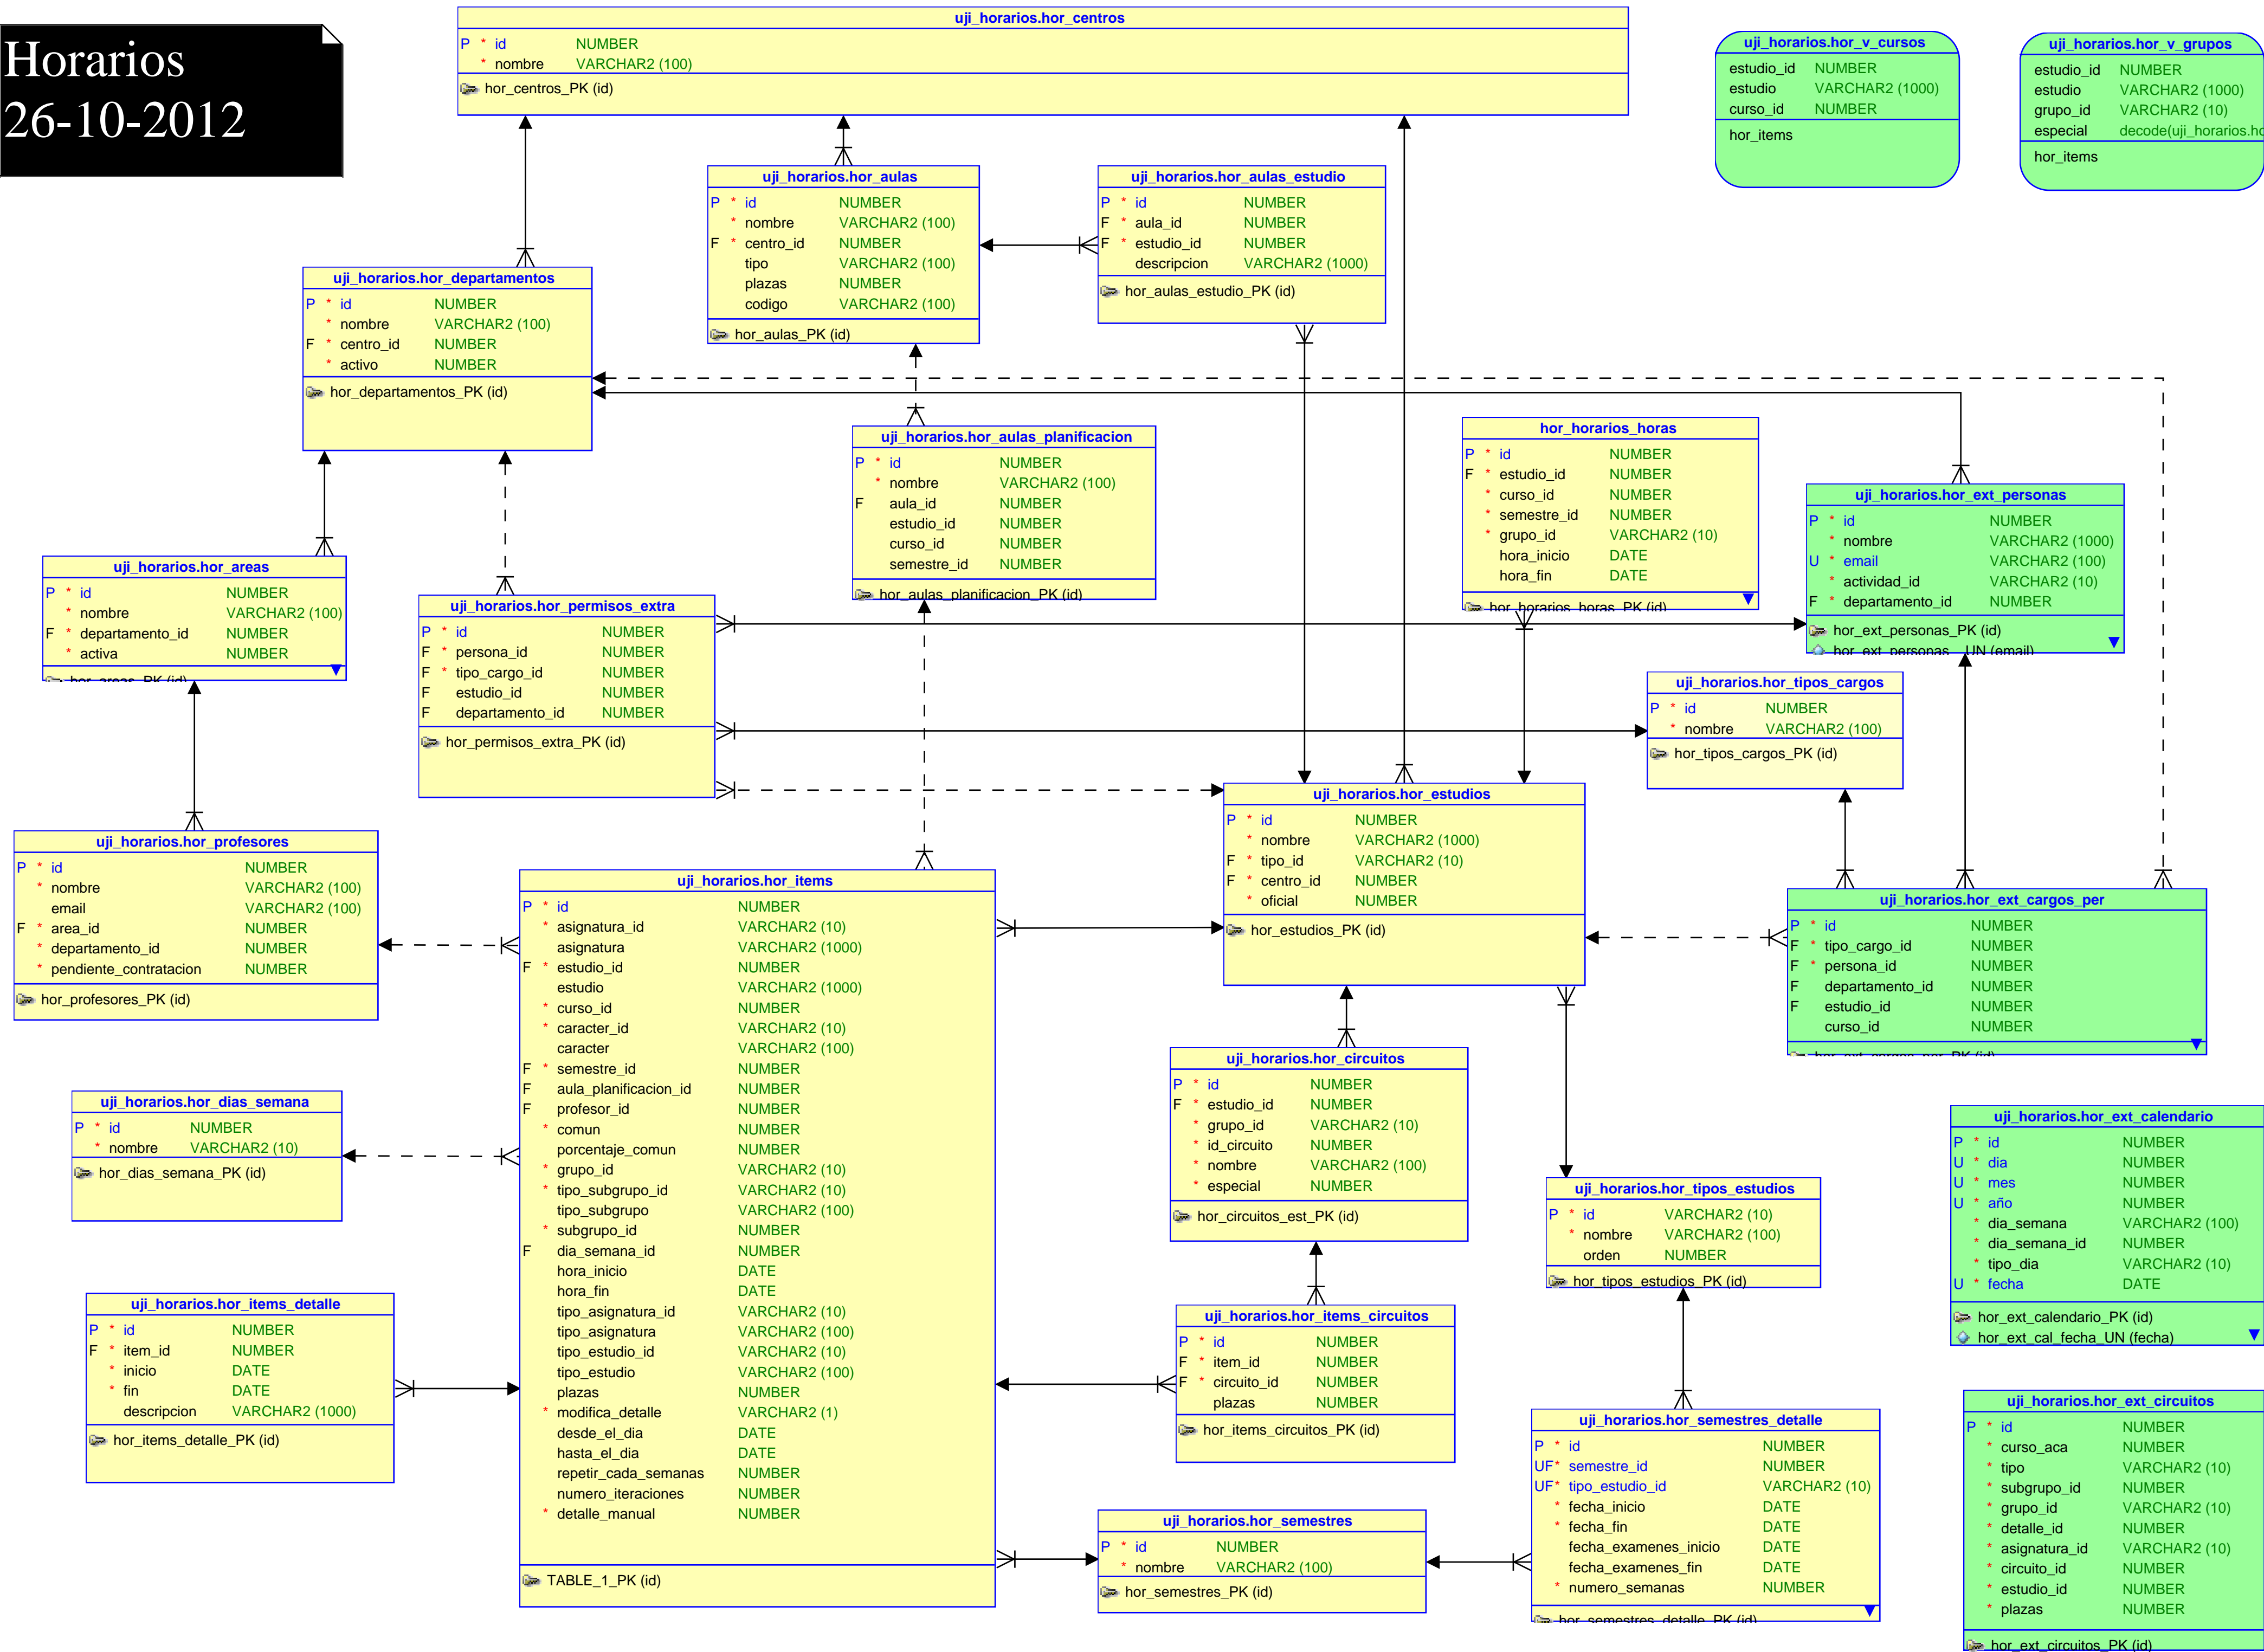 Horarios
26-10-2012
uji_horarios.hor_centros
P * id NUMBER
* nombre VARCHAR2 (100)
hor_centros_PK (id)
uji_horarios.hor_v_cursos
estudio_id NUMBER
estudio VARCHAR2 (1000)
curso_id NUMBER
hor_items
uji_horarios.hor_v_grupos
estudio_id NUMBER
estudio VARCHAR2 (1000)
grupo_id VARCHAR2 (10)
especial decode(uji_horarios.ho
hor_items
uji_horarios.hor_aulas
P * id NUMBER
* nombre VARCHAR2 (100)
F * centro_id NUMBER
tipo VARCHAR2 (100)
plazas NUMBER
codigo VARCHAR2 (100)
hor_aulas_PK (id)
uji_horarios.hor_aulas_estudio
P * id NUMBER
F * aula_id NUMBER
F * estudio_id NUMBER
descripcion VARCHAR2 (1000)
hor_aulas_estudio_PK (id)
uji_horarios.hor_departamentos
P * id NUMBER
* nombre VARCHAR2 (100)
F * centro_id NUMBER
* activo NUMBER
hor_departamentos_PK (id)
uji_horarios.hor_aulas_planificacion
P * id NUMBER
* nombre VARCHAR2 (100)
F aula_id NUMBER
estudio_id NUMBER
curso_id NUMBER
semestre_id NUMBER
hor_aulas_planificacion_PK (id)
hor_horarios_horas
P * id NUMBER
F * estudio_id NUMBER
* curso_id NUMBER
* semestre_id NUMBER
* grupo_id VARCHAR2 (10)
hora_inicio DATE
hora_fin DATE
hor_horarios_horas_PK (id)
uji_horarios.hor_ext_personas
P * id NUMBER
* nombre VARCHAR2 (1000)
U * email VARCHAR2 (100)
* actividad_id VARCHAR2 (10)
F * departamento_id NUMBER
hor_ext_personas_PK (id)
hor_ext_personas__UN (email)
uji_horarios.hor_areas
P * id NUMBER
* nombre VARCHAR2 (100)
F * departamento_id NUMBER
* activa NUMBER
hor_areas_PK (id)
uji_horarios.hor_permisos_extra
P * id NUMBER
F * persona_id NUMBER
F * tipo_cargo_id NUMBER
F estudio_id NUMBER
F departamento_id NUMBER
hor_permisos_extra_PK (id)
uji_horarios.hor_tipos_cargos
P * id NUMBER
* nombre VARCHAR2 (100)
hor_tipos_cargos_PK (id)
uji_horarios.hor_estudios
P * id NUMBER
* nombre VARCHAR2 (1000)
F * tipo_id VARCHAR2 (10)
F * centro_id NUMBER
* oficial NUMBER
hor_estudios_PK (id)
uji_horarios.hor_profesores
P * id NUMBER
* nombre VARCHAR2 (100)
email VARCHAR2 (100)
F * area_id NUMBER
* departamento_id NUMBER
* pendiente_contratacion NUMBER
hor_profesores_PK (id)
uji_horarios.hor_items
P * id NUMBER
* asignatura_id VARCHAR2 (10)
asignatura VARCHAR2 (1000)
F * estudio_id NUMBER
estudio VARCHAR2 (1000)
* curso_id NUMBER
* caracter_id VARCHAR2 (10)
caracter VARCHAR2 (100)
F * semestre_id NUMBER
F aula_planificacion_id NUMBER
F profesor_id NUMBER
* comun NUMBER
porcentaje_comun NUMBER
* grupo_id VARCHAR2 (10)
* tipo_subgrupo_id VARCHAR2 (10)
tipo_subgrupo VARCHAR2 (100)
* subgrupo_id NUMBER
F dia_semana_id NUMBER
hora_inicio DATE
hora_fin DATE
tipo_asignatura_id VARCHAR2 (10)
tipo_asignatura VARCHAR2 (100)
tipo_estudio_id VARCHAR2 (10)
tipo_estudio VARCHAR2 (100)
plazas NUMBER
* modifica_detalle VARCHAR2 (1)
desde_el_dia DATE
hasta_el_dia DATE
repetir_cada_semanas NUMBER
numero_iteraciones NUMBER
* detalle_manual NUMBER
TABLE_1_PK (id)
uji_horarios.hor_ext_cargos_per
P * id NUMBER
F * tipo_cargo_id NUMBER
F * persona_id NUMBER
F departamento_id NUMBER
F estudio_id NUMBER
curso_id NUMBER
hor_ext_cargos_per_PK (id)
uji_horarios.hor_circuitos
P * id NUMBER
F * estudio_id NUMBER
* grupo_id VARCHAR2 (10)
* id_circuito NUMBER
* nombre VARCHAR2 (100)
* especial NUMBER
hor_circuitos_est_PK (id)
uji_horarios.hor_dias_semana
P * id NUMBER
* nombre VARCHAR2 (10)
hor_dias_semana_PK (id)
uji_horarios.hor_ext_calendario
P * id NUMBER
U * dia NUMBER
U * mes NUMBER
U * año NUMBER
* dia_semana VARCHAR2 (100)
* dia_semana_id NUMBER
* tipo_dia VARCHAR2 (10)
U * fecha DATE
hor_ext_calendario_PK (id)
hor_ext_cal_fecha_UN (fecha)
uji_horarios.hor_tipos_estudios
P * id VARCHAR2 (10)
* nombre VARCHAR2 (100)
orden NUMBER
hor_tipos_estudios_PK (id)
uji_horarios.hor_items_detalle
P * id NUMBER
F * item_id NUMBER
* inicio DATE
* fin DATE
descripcion VARCHAR2 (1000)
hor_items_detalle_PK (id)
uji_horarios.hor_items_circuitos
P * id NUMBER
F * item_id NUMBER
F * circuito_id NUMBER
plazas NUMBER
hor_items_circuitos_PK (id)
uji_horarios.hor_semestres_detalle
P * id NUMBER
UF* semestre_id NUMBER
UF* tipo_estudio_id VARCHAR2 (10)
* fecha_inicio DATE
* fecha_fin DATE
fecha_examenes_inicio DATE
fecha_examenes_fin DATE
* numero_semanas NUMBER
hor_semestres_detalle_PK (id)
uji_horarios.hor_ext_circuitos
P * id NUMBER
* curso_aca NUMBER
* tipo VARCHAR2 (10)
* subgrupo_id NUMBER
* grupo_id VARCHAR2 (10)
* detalle_id NUMBER
* asignatura_id VARCHAR2 (10)
* circuito_id NUMBER
* estudio_id NUMBER
* plazas NUMBER
hor_ext_circuitos_PK (id)
uji_horarios.hor_semestres
P * id NUMBER
* nombre VARCHAR2 (100)
hor_semestres_PK (id)